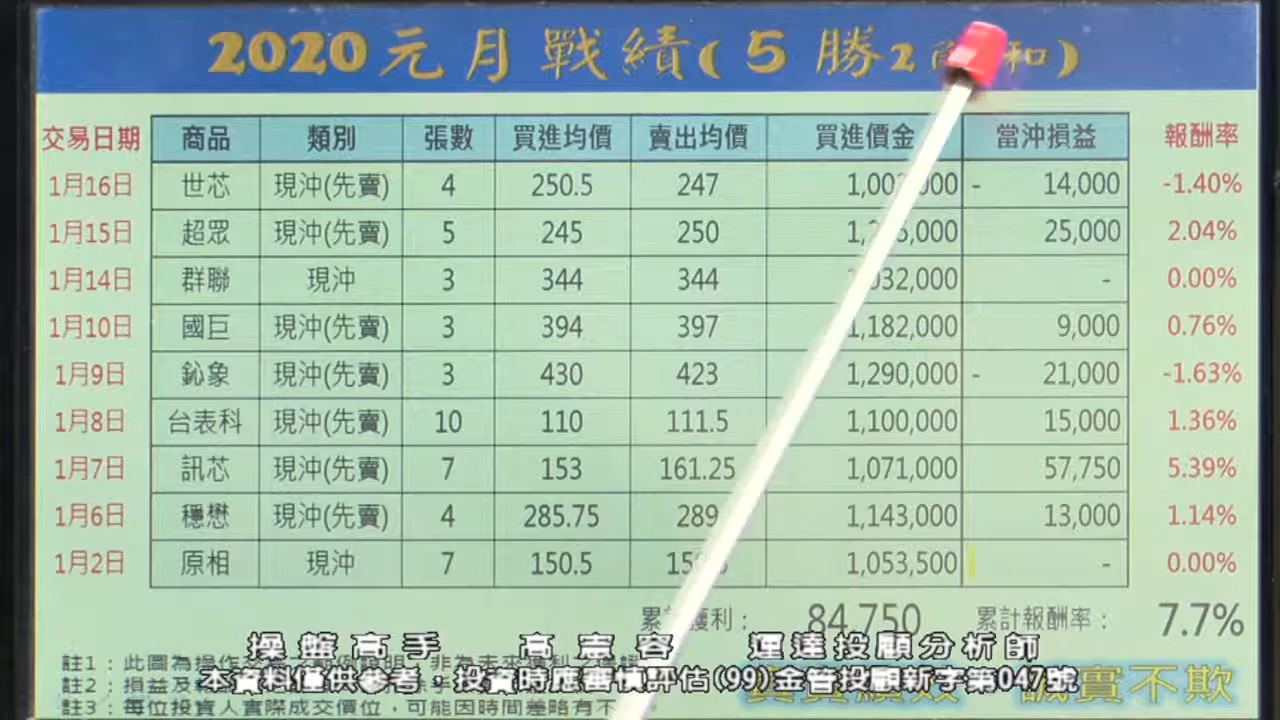 2020元月戰績(5勝2 和)
交易日期 商品 類別 張數 買進均價 賣出均價 買進價金 當沖損益 報酬率
1月16日 世芯 現沖(先賣) 4 250.5 247 - 14,000 -1.40%
1月15日 超眾 現沖(先賣) 5 245 250 25,000 2.04%
1月14日 群聯 現沖 3 344 344 - 0.00%
1月10日 國巨 現沖(先賣) 3 394 397 1,182,000 9,000 0.76%
1月9日 鈊象 現沖(先賣) 3 430 423 1,290,000 - 21,000 -1.63%
1月8日 台表科 現沖(先賣) 10 110 111.5 1,100,000 15,000 1.36%
1月7日 訊芯 現沖(先賣) 7 153 161.25 1,071,000 57,750 5.39%
1月6日 穩懋 現沖(先賣) 4 285.75 289 1,143,000 13,000 1.14%
1月2日 原相 現沖 7 150.5 1,053,500 - 0.00%
累 獲利： 84,750 累計報酬率： 7.7%
操盤高手 高憲容 運達投顧分析師
註1：此圖為操作
本資料僅供參考，投資時應審慎評估(99)金管投顧新字第047號
註2：損益及
誠實不欺
註3：每位投資人實際成交價位，可能因時間差略有不